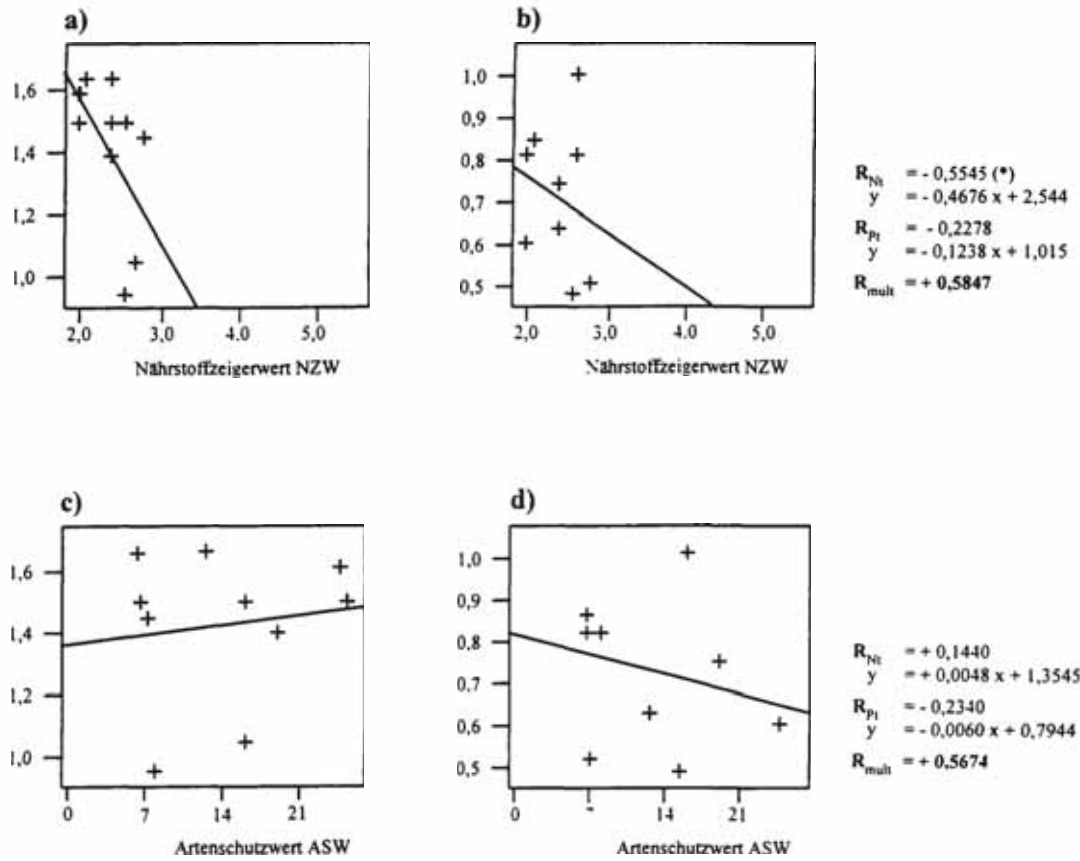 a)
1,6
1,4
1,2
1,0
2,0 3,0 4.0 5,0
Nährstoffzeigerwert NZW
b)
1,0
0,9
0,8
0,7
0,6
0,5
2,0 3,0 4.0 5,0
Nährstoffzeigerwert NZW
R_Nt = - 0,5545 (*)
y = - 0,4676 x + 2,544
R_Pt = - 0,2278
y = - 0,1238 x + 1,015
R_mult = + 0,5847
c)
1,6
1,4
1,2
1,0
0 7 14 21
Artenschutzwert ASW
d)
1,0
0,9
0,8
0,7
0,6
0,5
0 14 21
Artenschutzwert ASW
R_Nt = + 0,1440
y = + 0,0048 x + 1,3545
R_Pt = - 0,2340
y = - 0,0060 x + 0,7944
R_mult = + 0,5674